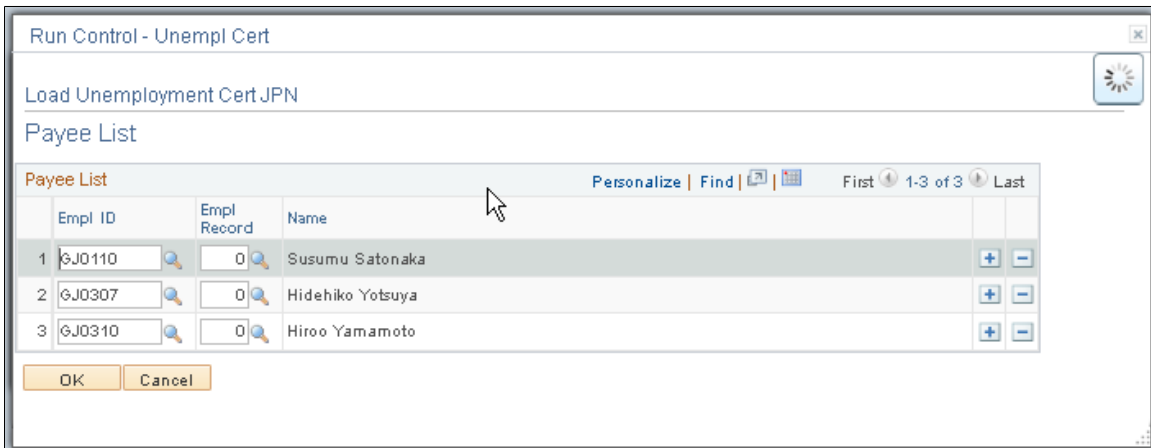 Run Control - Unempl Cert
Load Unemployment Cert JPN
Payee List
Payee List Personalize | Find | | First 1-3 of 3 Last
Empl ID Empl Record Name
1 GJ0110 0 Susumu Satonaka
2 GJ0307 0 Hidehiko Yotsuya
3 GJ0310 0 Hiroo Yamamoto
OK Cancel